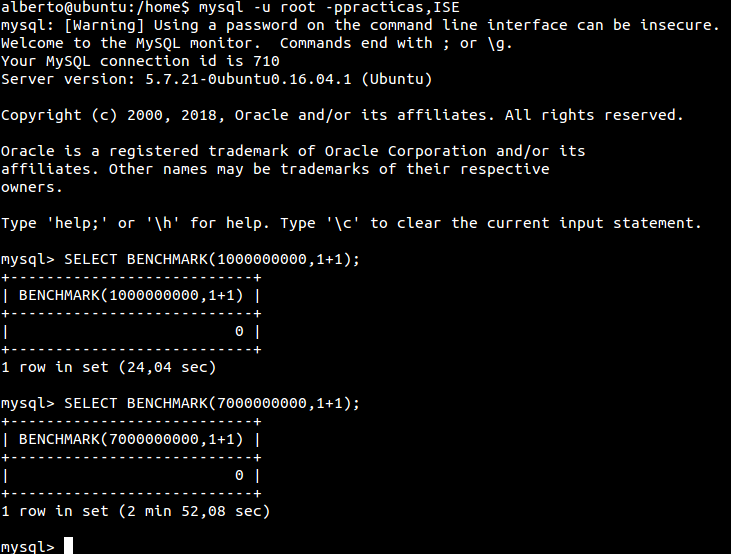 alberto@ubuntu:/home$ mysql -u root -ppracticas,ISE
mysql: [Warning] Using a password on the command line interface can be insecure.
Welcome to the MySQL monitor.  Commands end with ; or \g.
Your MySQL connection id is 710
Server version: 5.7.21-0ubuntu0.16.04.1 (Ubuntu)

Copyright (c) 2000, 2018, Oracle and/or its affiliates. All rights reserved.

Oracle is a registered trademark of Oracle Corporation and/or its
affiliates. Other names may be trademarks of their respective
owners.

Type 'help;' or '\h' for help. Type '\c' to clear the current input statement.

mysql> SELECT BENCHMARK(1000000000,1+1);
+---------------------------+
| BENCHMARK(1000000000,1+1) |
+---------------------------+
|                         0 |
+---------------------------+
1 row in set (24,04 sec)

mysql> SELECT BENCHMARK(7000000000,1+1);
+---------------------------+
| BENCHMARK(7000000000,1+1) |
+---------------------------+
|                         0 |
+---------------------------+
1 row in set (2 min 52,08 sec)

mysql>